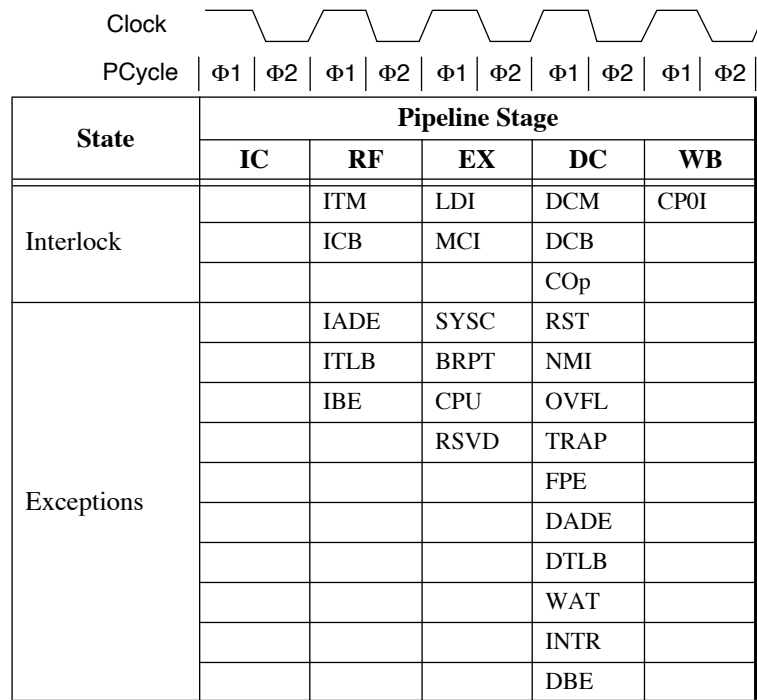 Clock
PCycle Φ1 Φ2 Φ1 Φ2 Φ1 Φ2 Φ1 Φ2 Φ1 Φ2
State Pipeline Stage
IC RF EX DC WB
Interlock ITM LDI DCM CP0I
ICB MCI DCB
COp
Exceptions IADE SYSC RST
ITLB BRPT NMI
IBE CPU OVFL
RSVD TRAP
FPE
DADE
DTLB
WAT
INTR
DBE